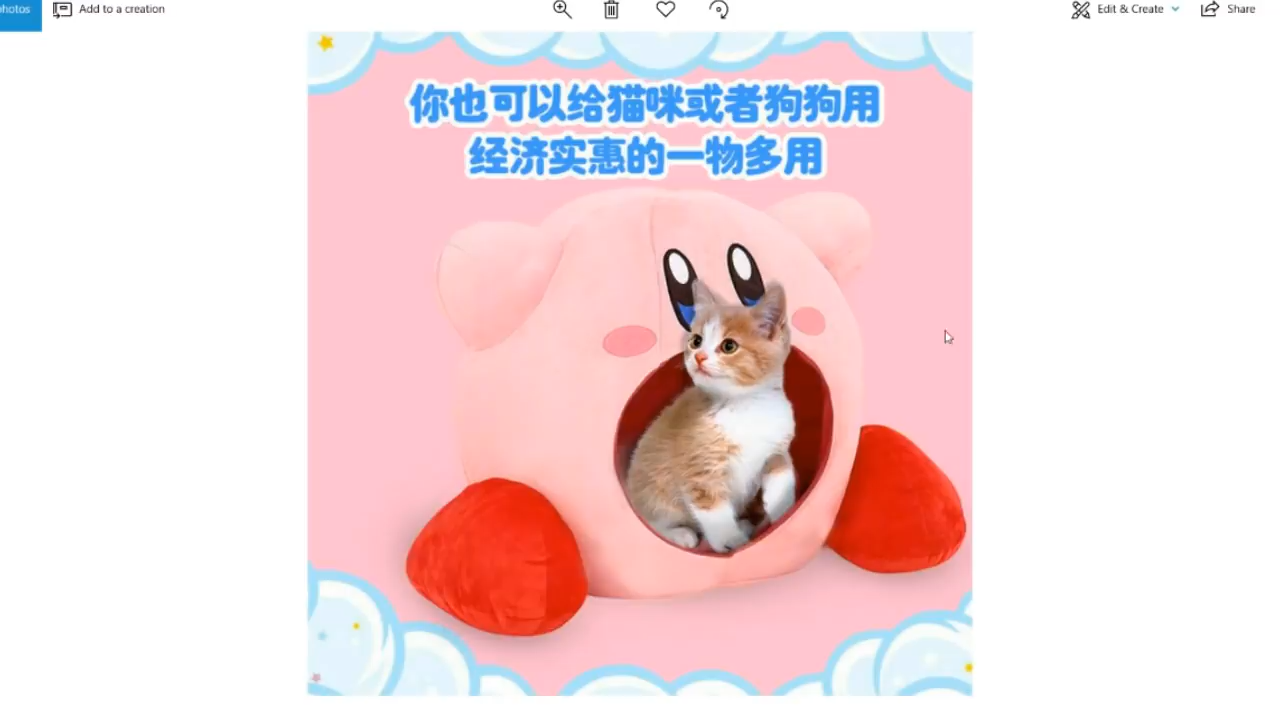 photos
Add to a creation
Edit & Create
Share
你也可以给猫咪或者狗狗用
经济实惠的一物多用